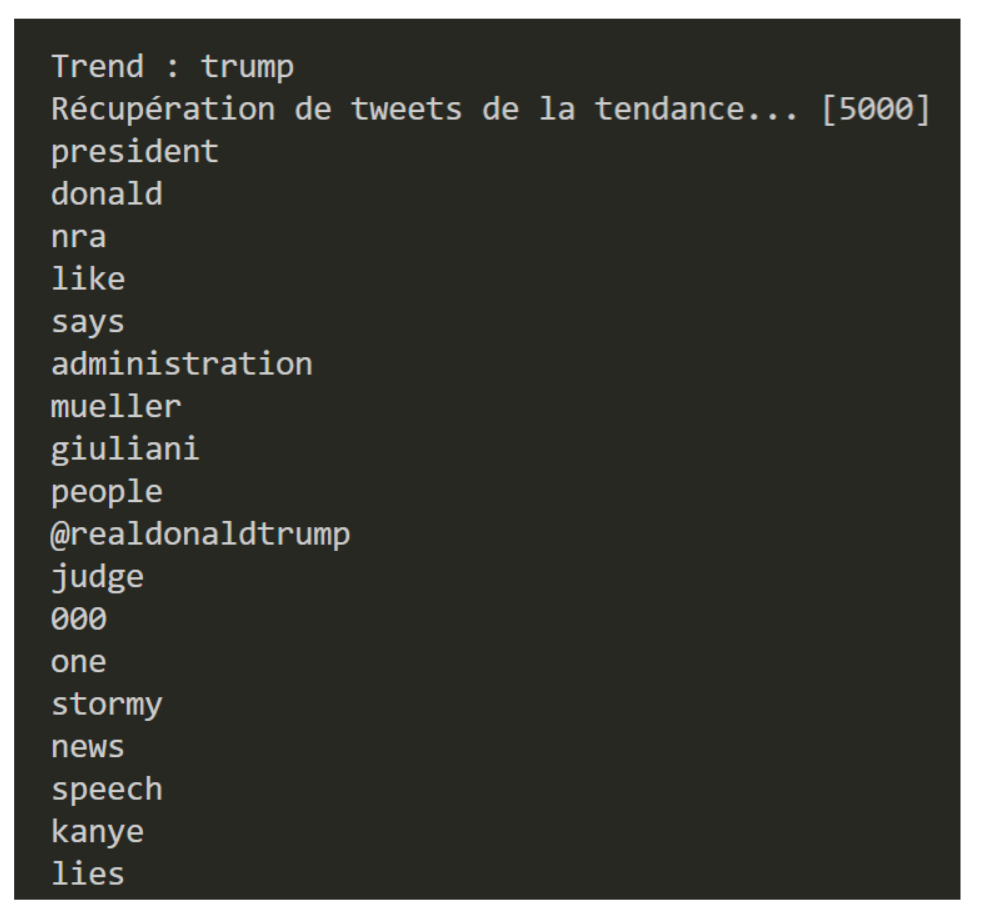 Trend : trump
Récupération de tweets de la tendance... [5000]
president
donald
nra
like
says
administration
mueller
giuliani
people
@realdonaldtrump
judge
000
one
stormy
news
speech
kanye
lies